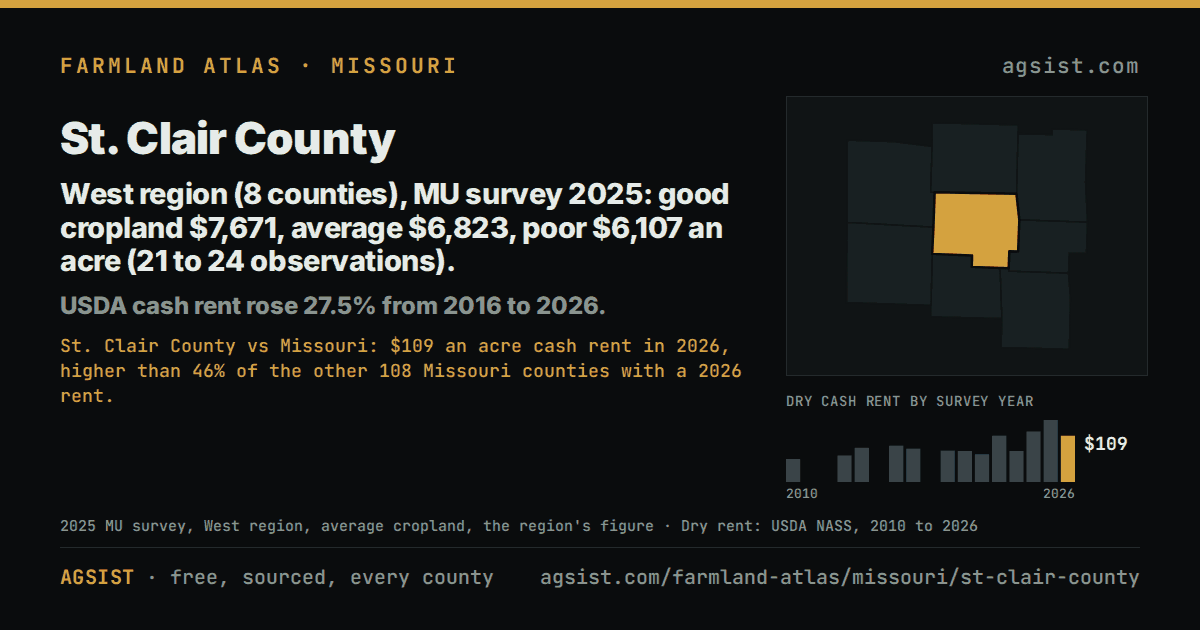 FARMLAND ATLAS · MISSOURI
agsist.com
St. Clair County
West region (8 counties), MU survey 2025: good
cropland $7,671, average $6,823, poor $6,107 an
acre (21 to 24 observations).
USDA cash rent rose 27.5% from 2016 to 2026.
St. Clair County vs Missouri: $109 an acre cash rent in 2026,
higher than 46% of the other 108 Missouri counties with a 2026
rent.
DRY CASH RENT BY SURVEY YEAR
$109
2010
2026
2025 MU survey, West region, average cropland, the region's figure · Dry rent: USDA NASS, 2010 to 2026
AGSIST · free, sourced, every county
agsist.com/farmland-atlas/missouri/st-clair-county